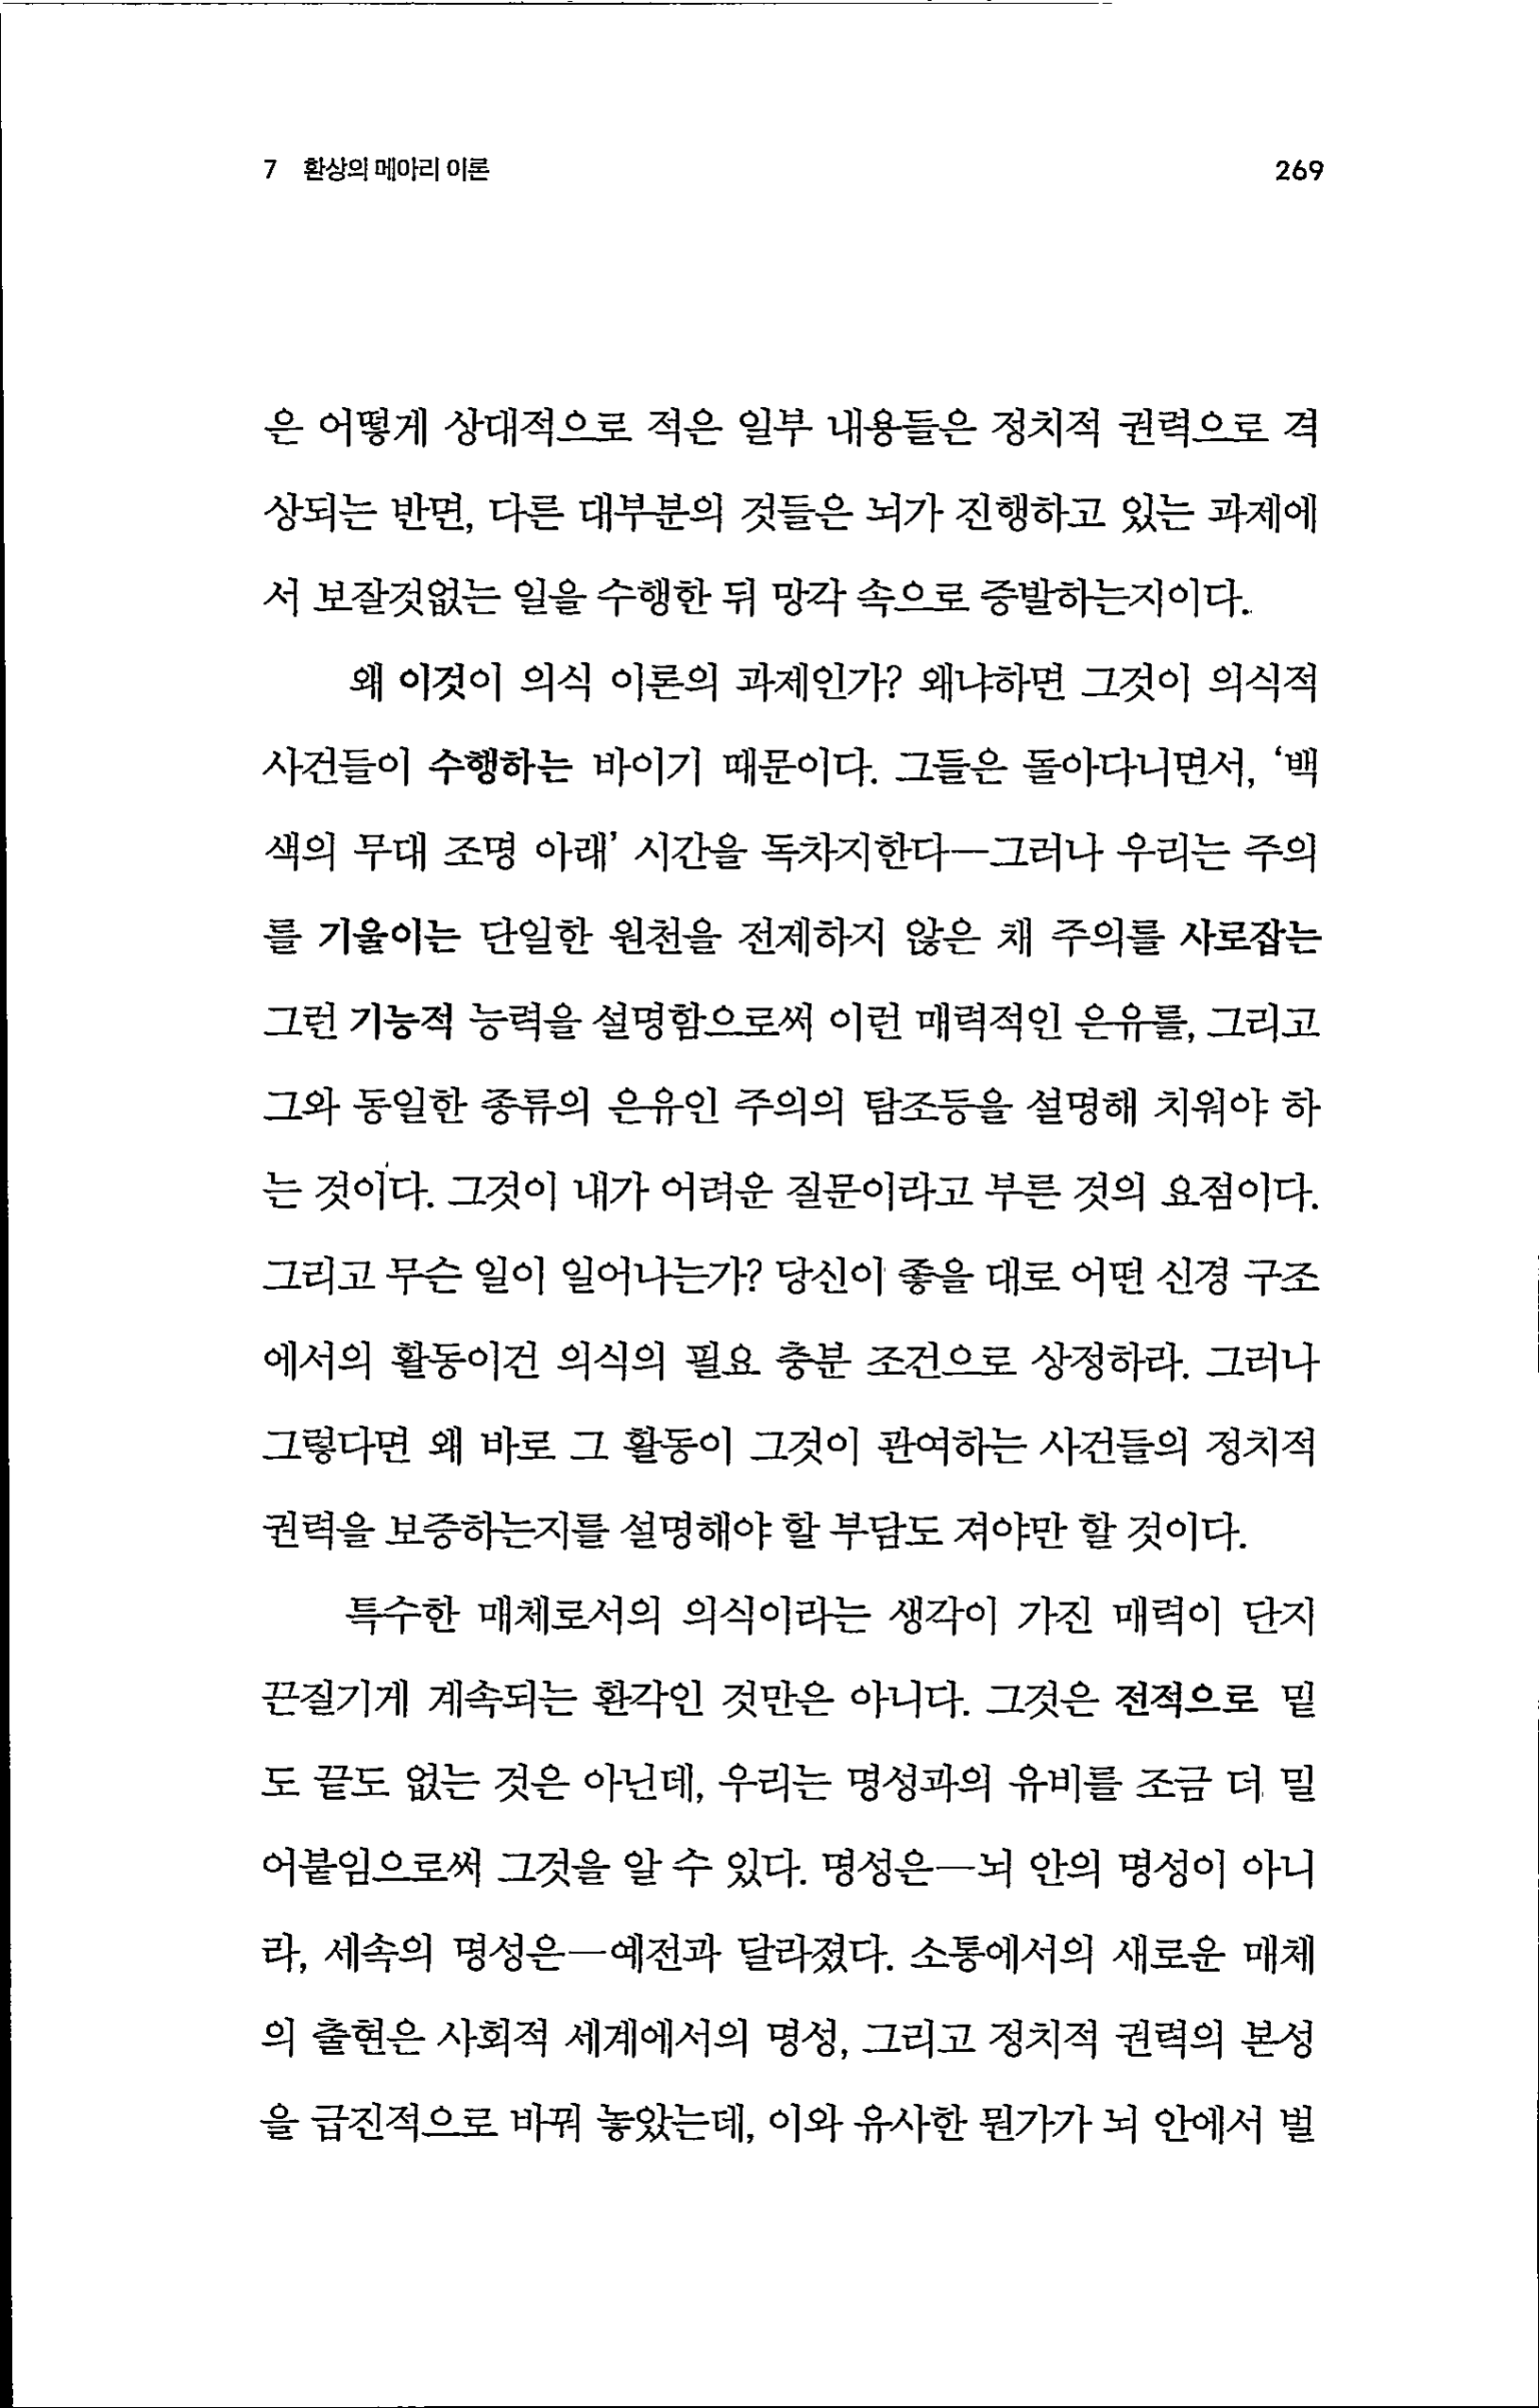 7 환상의 메아리 이론 269
은 어떻게 상대적으로 적은 일부 내용들은 정치적 권력으로 격
상되는 반면, 다른 대부분의 것들은 뇌가 진행하고 있는 과제에
서 보잘것없는 일을 수행한 뒤 망각 속으로 증발하는지이다.
왜 이것이 의식 이론의 과제인가? 왜냐하면 그것이 의식적
사건들이 수행하는 바이기 때문이다. 그들은 돌아다니면서, ‘백
색의 무대 조명 아래’ 시간을 독차지한다—그러나 우리는 주의
를 기울이는 단일한 원천을 전제하지 않은 채 주의를 사로잡는
그런 기능적 능력을 설명함으로써 이런 매력적인 은유를, 그리고
그와 동일한 종류의 은유인 주의의 탐조등을 설명해 치워야 하
는 것이다. 그것이 내가 어려운 질문이라고 부른 것의 요점이다.
그리고 무슨 일이 일어나는가? 당신이 좋을 대로 어떤 신경 구조
에서의 활동이건 의식의 필요 충분 조건으로 상정하라. 그러나
그렇다면 왜 바로 그 활동이 그것이 관여하는 사건들의 정치적
권력을 보증하는지를 설명해야 할 부담도 져야만 할 것이다.
특수한 매체로서의 의식이라는 생각이 가진 매력이 단지
끈질기게 계속되는 환각인 것만은 아니다. 그것은 전적으로 밑
도 끝도 없는 것은 아닌데, 우리는 명성과의 유비를 조금 더 밀
어붙임으로써 그것을 알 수 있다. 명성은—뇌 안의 명성이 아니
라, 세속의 명성은—예전과 달라졌다. 소통에서의 새로운 매체
의 출현은 사회적 세계에서의 명성, 그리고 정치적 권력의 본성
을 급진적으로 바꿔 놓았는데, 이와 유사한 뭔가가 뇌 안에서 벌